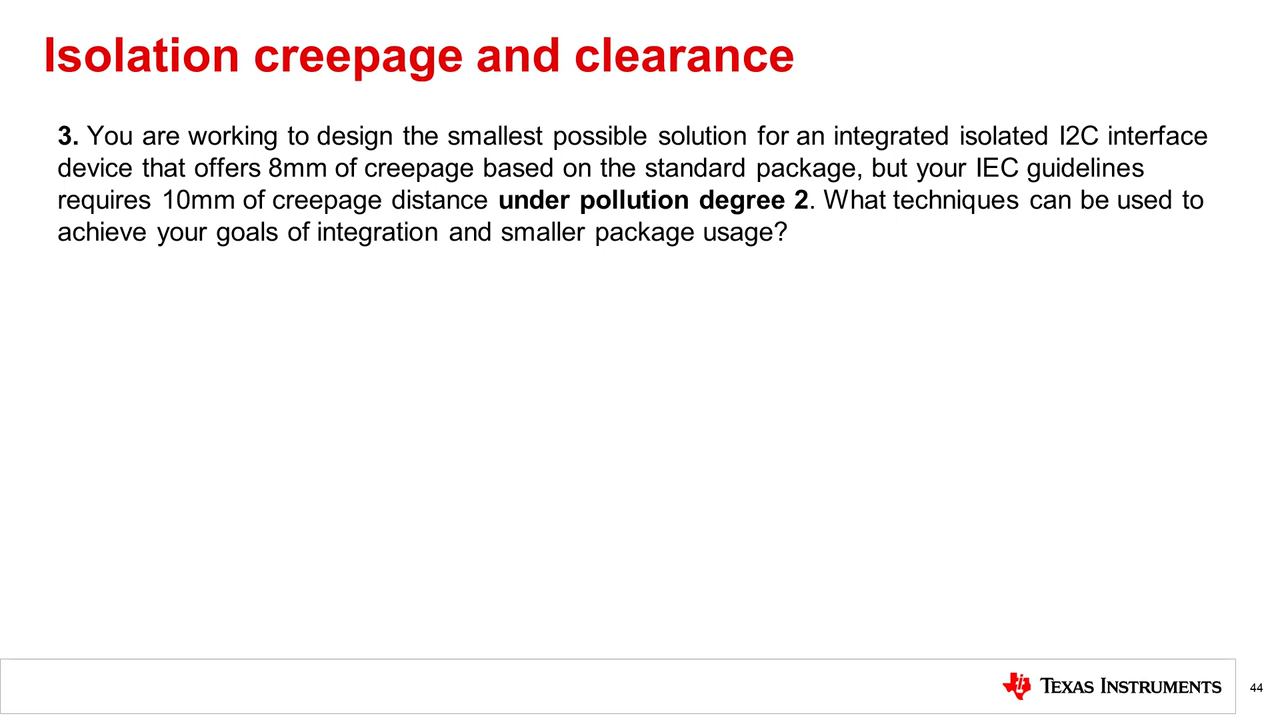 Isolation creepage and clearance
3. You are working to design the smallest possible solution for an integrated isolated I2C interface
device that offers 8mm of creepage based on the standard package, but your IEC guidelines
requires 10mm of creepage distance under pollution degree 2. What techniques can be used to
achieve your goals of integration and smaller package usage?
TEXAS INSTRUMENTS
44